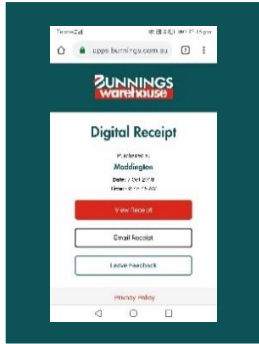 apps.bunnings.com.au
BUNNINGS
warehouse
Digital Receipt
Maddington
View Receipt
Email Receipt
Leave Feedback
Privacy Policy